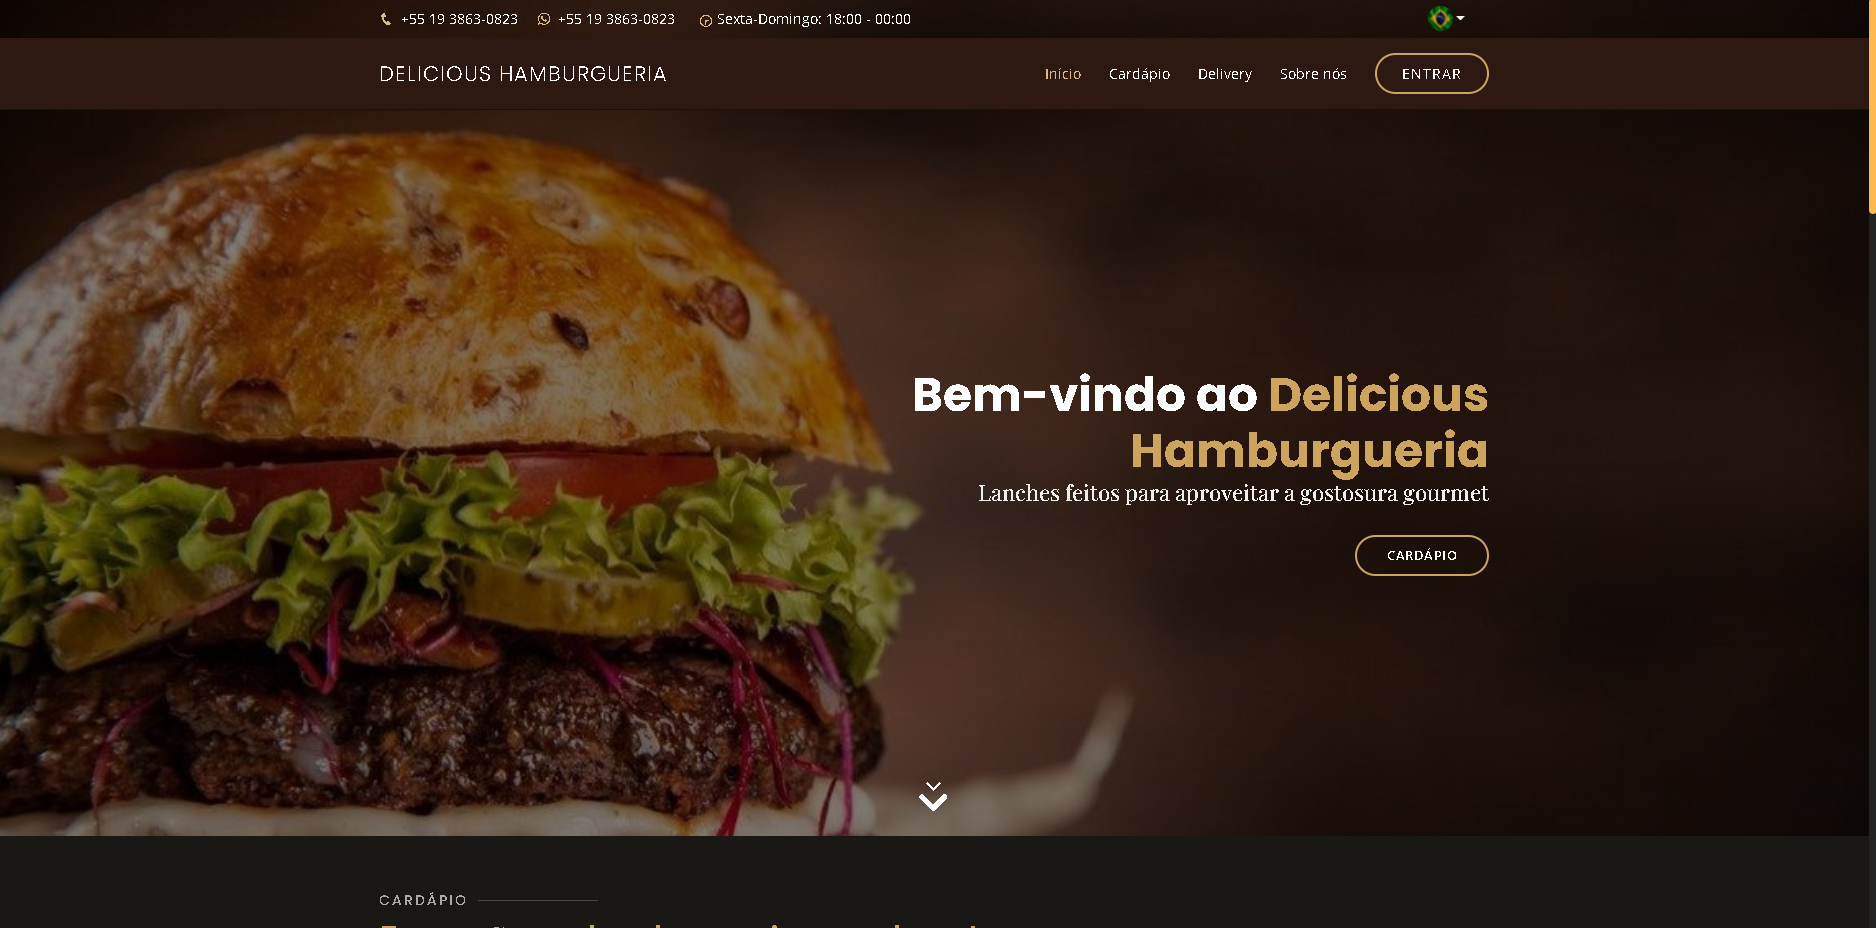 +55 19 3863-0823 +55 19 3863-0823 Sexta-Domingo: 18:00 - 00:00
DELICIOUS HAMBURGUERIA Início Cardápio Delivery Sobre nós ENTRAR
Bem-vindo ao Delicious
Hamburgueria
Lanches feitos para aproveitar a gostosura gourmet
CARDÁPIO
CARDÁPIO